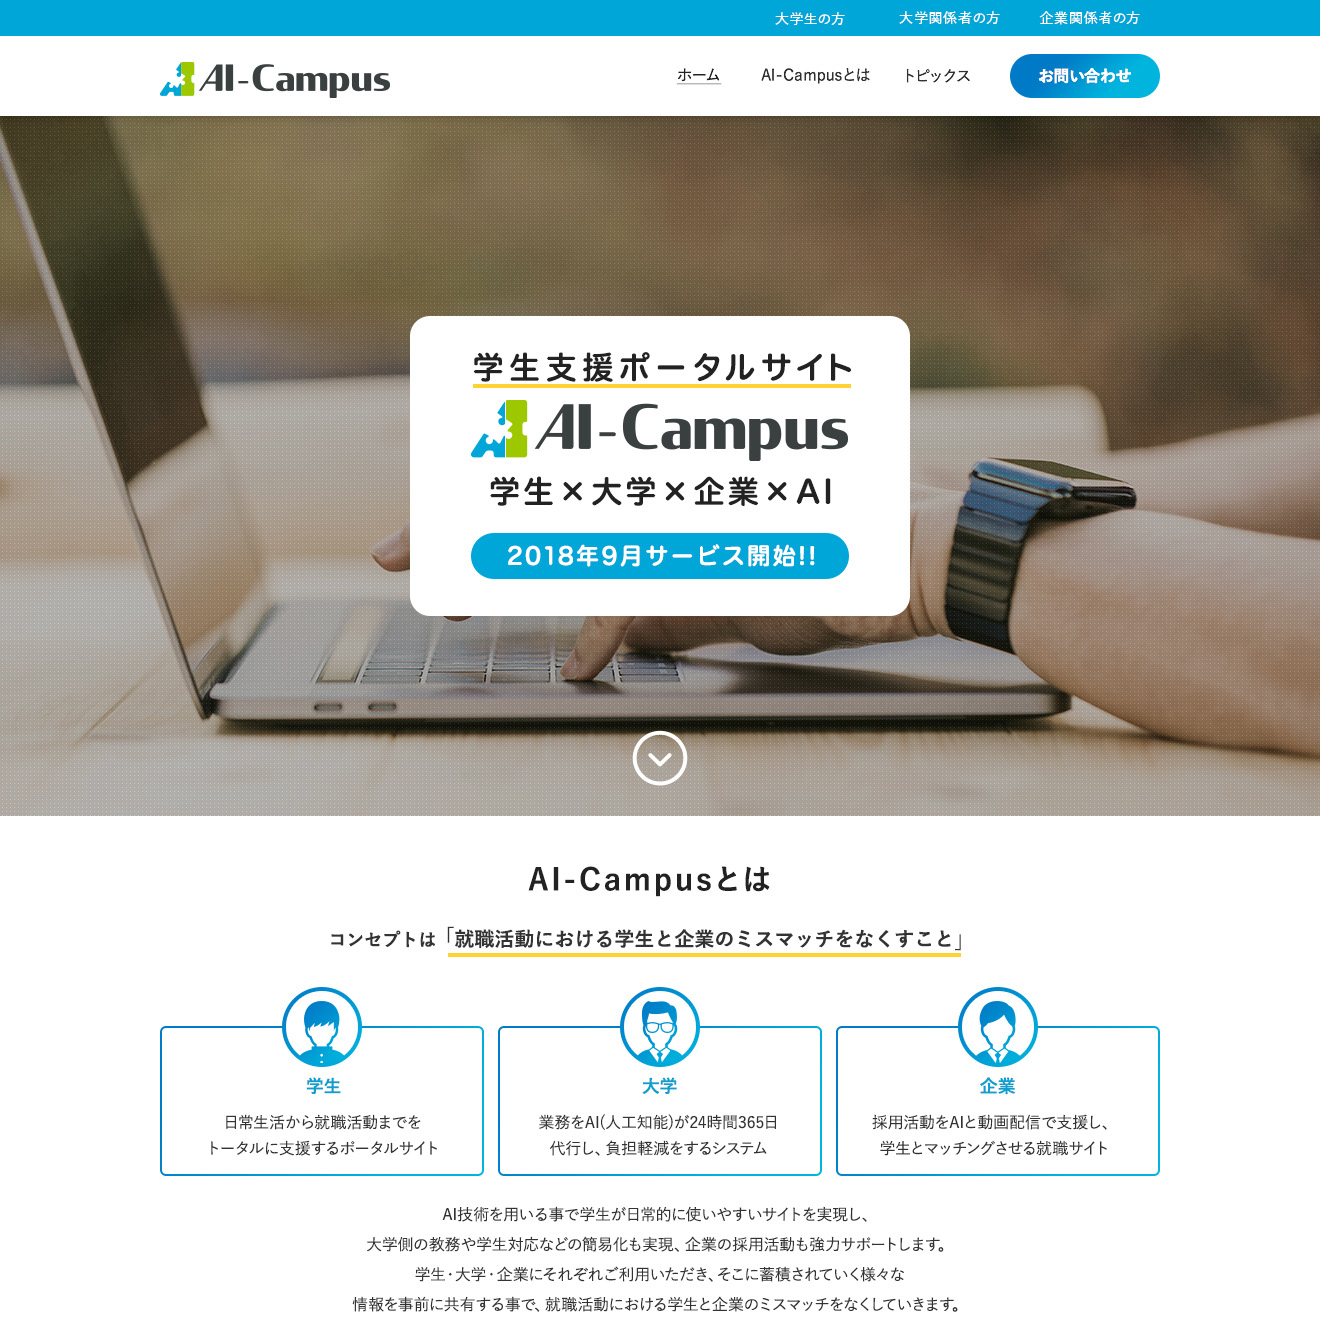 大学生の方
大学関係者の方
企業関係者の方
AI-Campus
ホーム
AI-Campusとは
トピックス
お問い合わせ
学生支援ポータルサイト
AI-Campus
学生×大学×企業×AI
2018年9月サービス開始!!
AI-Campusとは
コンセプトは「就職活動における学生と企業のミスマッチをなくすこと」
学生
日常生活から就職活動までを
トータルに支援するポータルサイト
大学
業務をAI(人工知能)が24時間365日
代行し、負担軽減をするシステム
企業
採用活動をAIと動画配信で支援し、
学生とマッチングさせる就職サイト
AI技術を用いる事で学生が日常的に使いやすいサイトを実現し、
大学側の教務や学生対応などの簡易化も実現、企業の採用活動も強力サポートします。
学生・大学・企業にそれぞれご利用いただき、そこに蓄積されていく様々な
情報を事前に共有する事で、就職活動における学生と企業のミスマッチをなくしていきます。